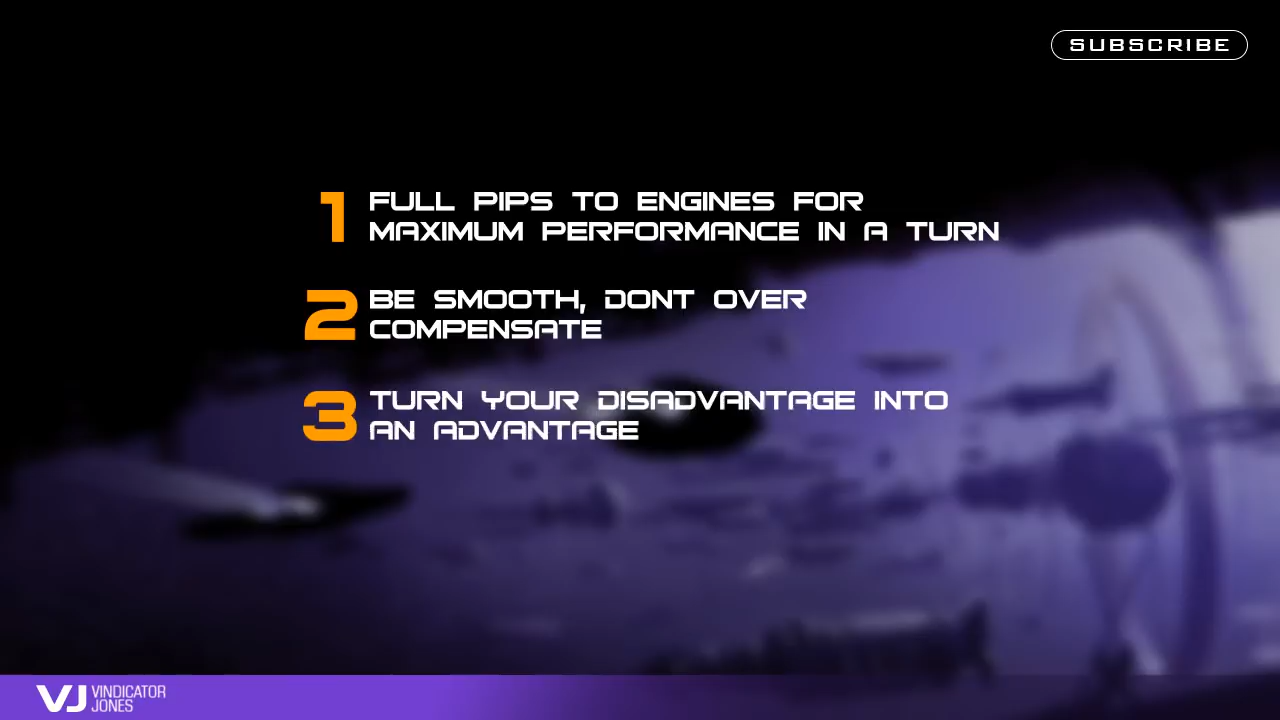 SUBSCRIBE
1 FULL PIPS TO ENGINES FOR
MAXIMUM PERFORMANCE IN A TURN
2 BE SMOOTH, DONT OVER
COMPENSATE
3 TURN YOUR DISADVANTAGE INTO
AN ADVANTAGE
VJ VINDICATOR
JONES